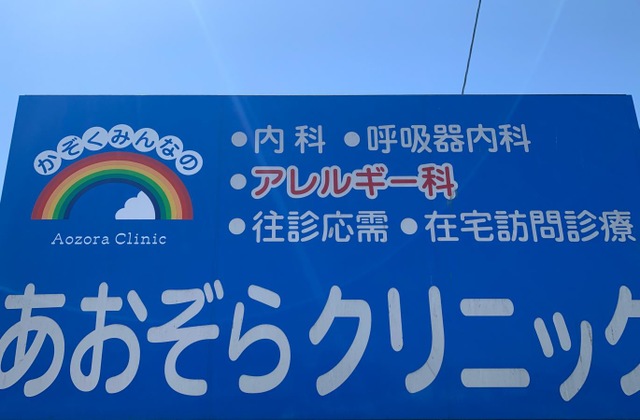 かぞくみんなの
Aozora Clinic
●内科 ●呼吸器内科
●アレルギー科
●往診応需 ●在宅訪問診療
あおぞらクリニック